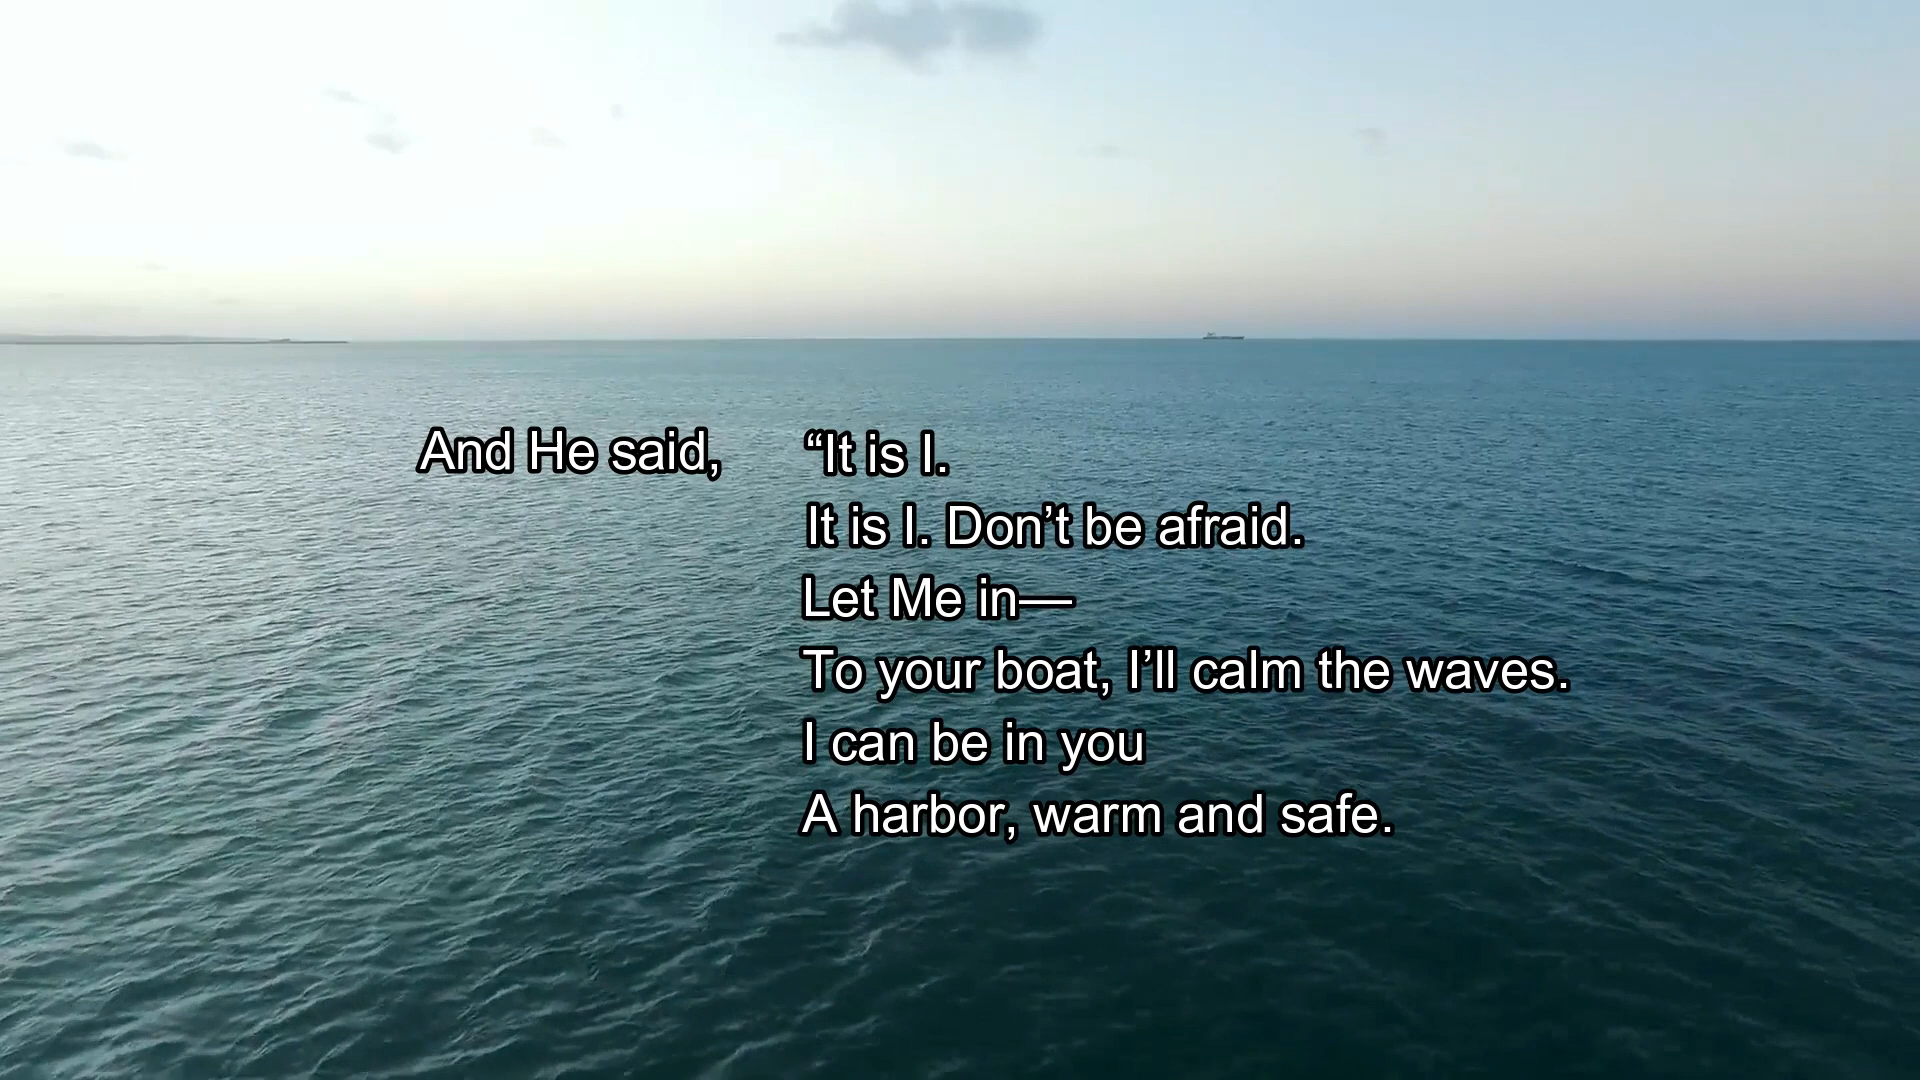 And He said, “It is I.
It is I. Don’t be afraid.
Let Me in—
To your boat, I’ll calm the waves.
I can be in you
A harbor, warm and safe.